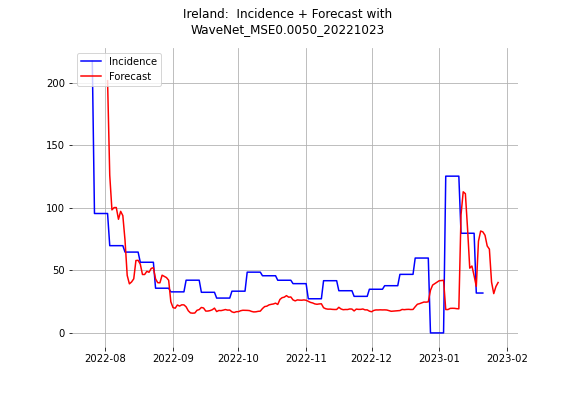 Ireland:  Incidence + Forecast with
WaveNet_MSE0.0050_20221023
Incidence
Forecast
200
150
100
50
0
2022-08 2022-09 2022-10 2022-11 2022-12 2023-01 2023-02